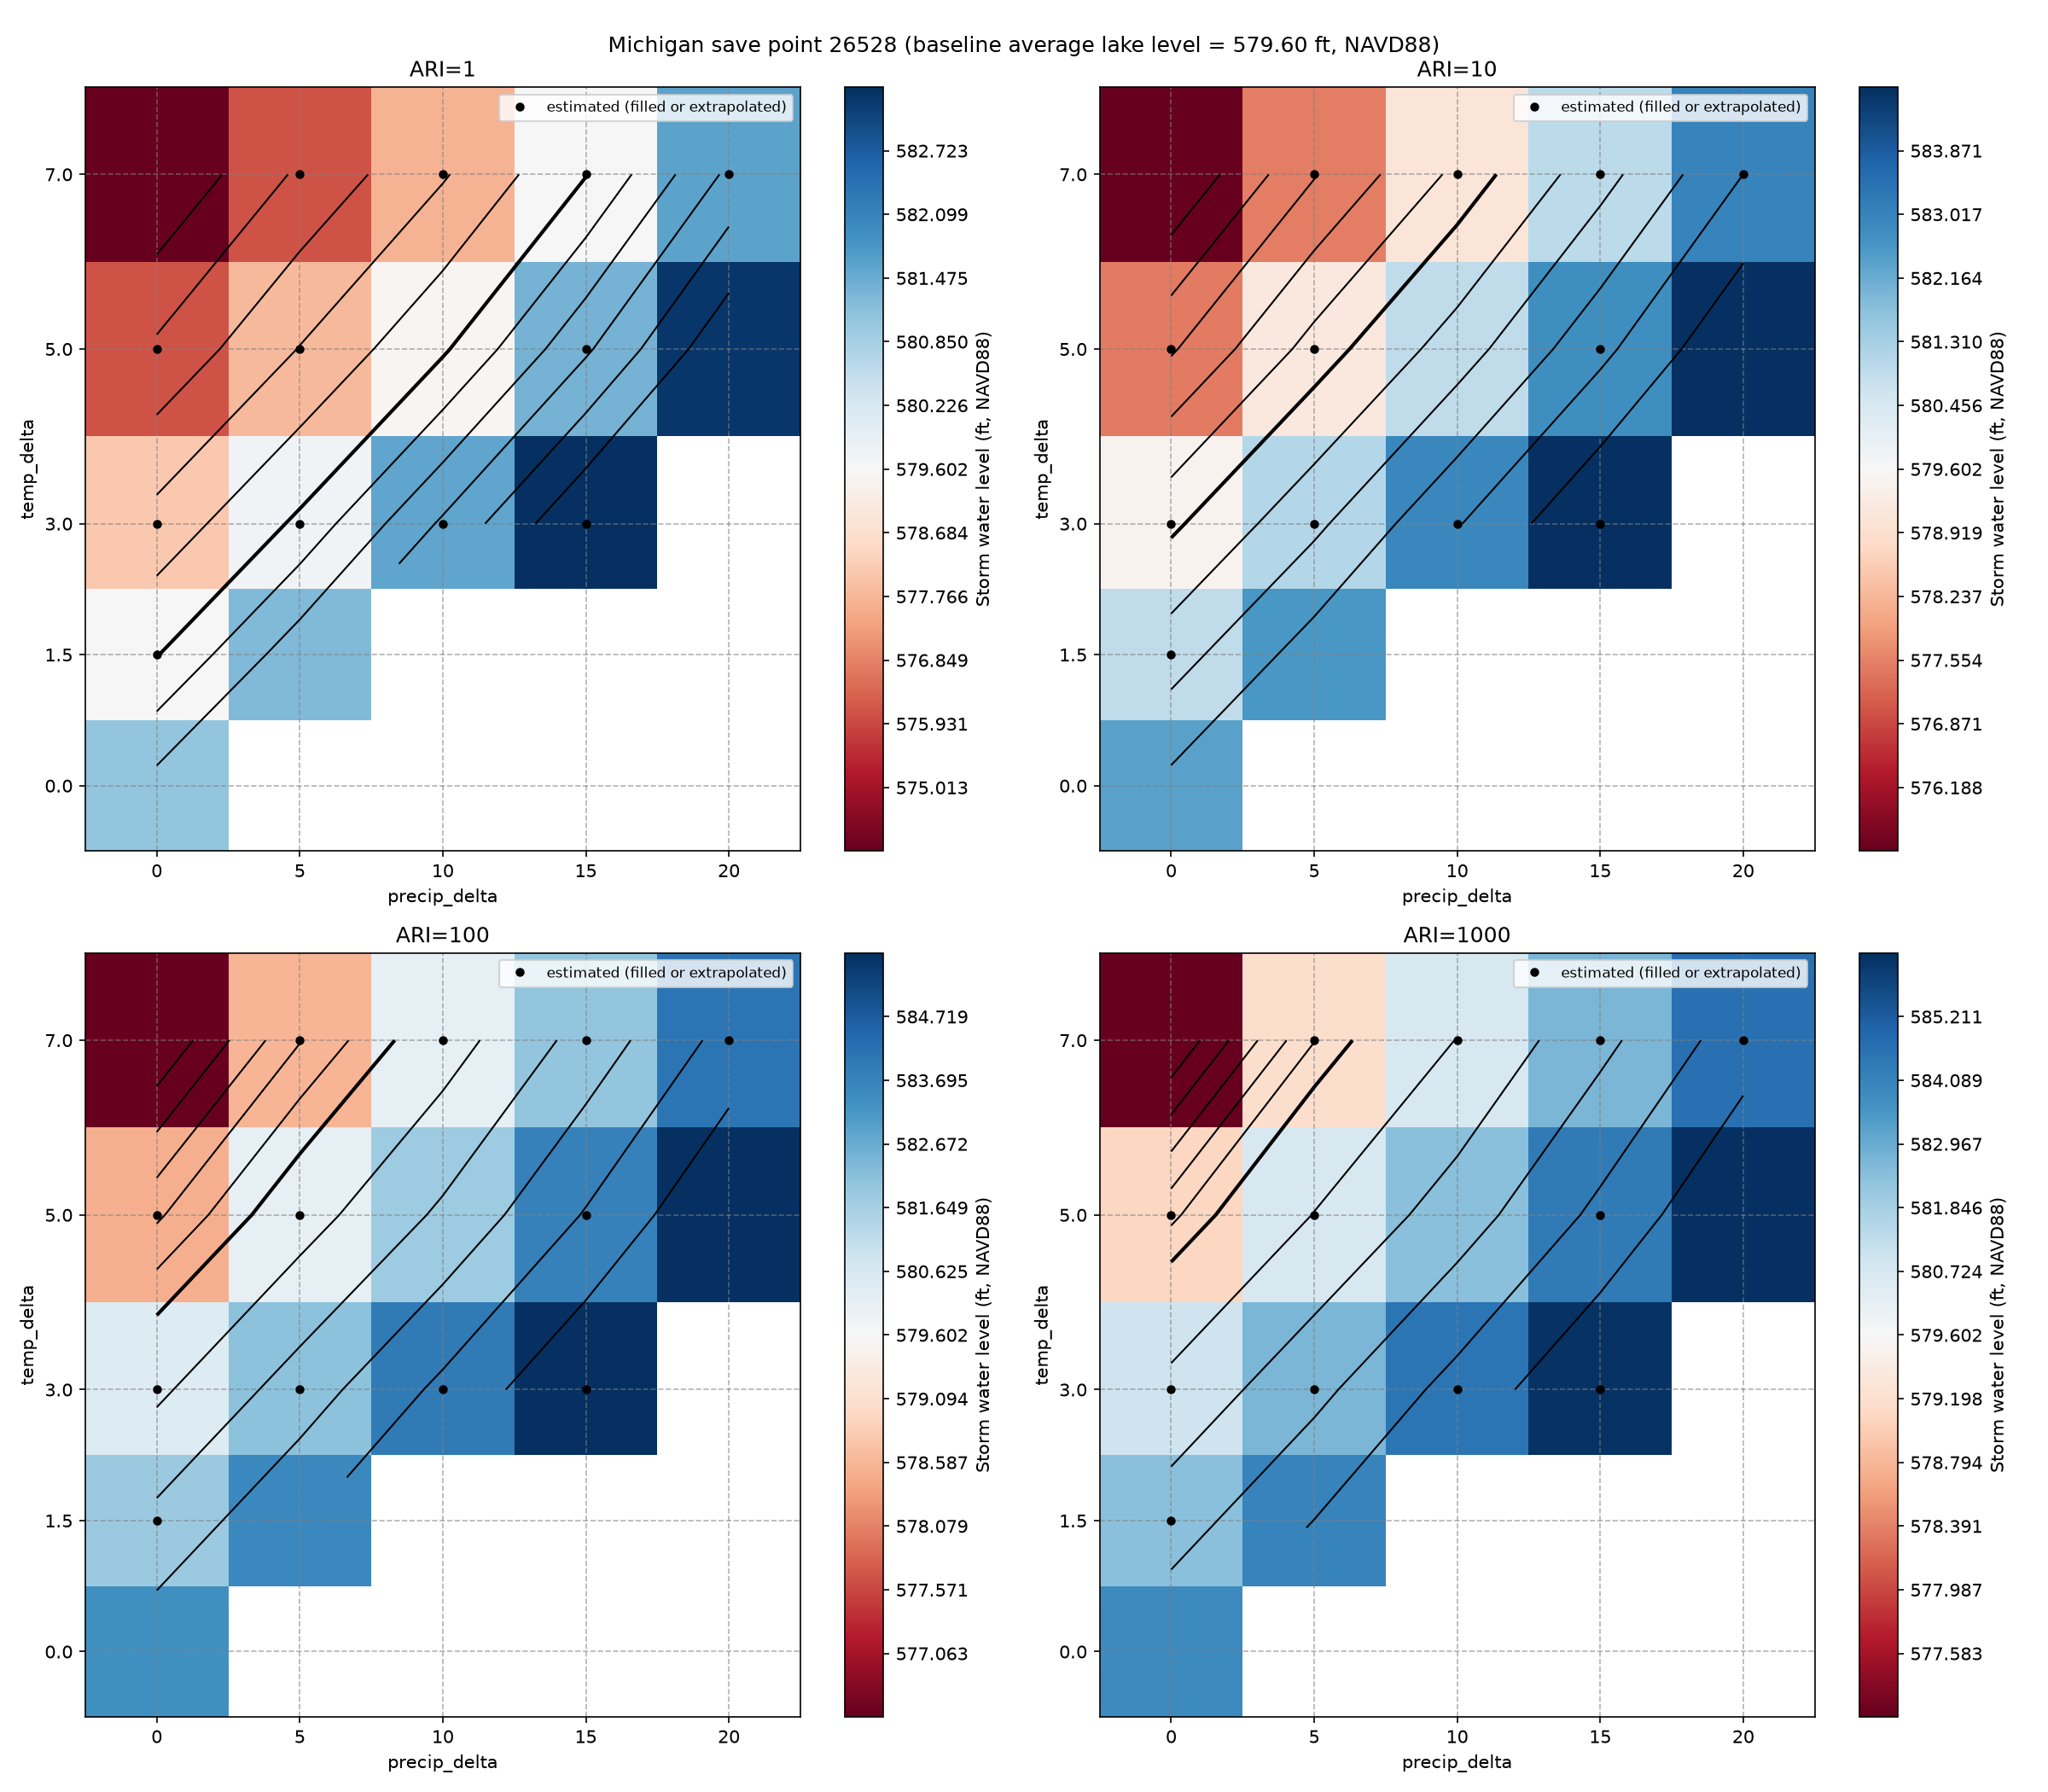 Michigan save point 26528 (baseline average lake level = 579.60 ft, NAVD88)
ARI=1
estimated (filled or extrapolated)
7.0
5.0
3.0
1.5
0.0
temp_delta
0 5 10 15 20
precip_delta
582.723
582.099
581.475
580.850
580.226
579.602
578.684
577.766
576.849
575.931
575.013
Storm water level (ft, NAVD88)
ARI=10
estimated (filled or extrapolated)
7.0
5.0
3.0
1.5
0.0
temp_delta
0 5 10 15 20
precip_delta
583.871
583.017
582.164
581.310
580.456
579.602
578.919
578.237
577.554
576.871
576.188
Storm water level (ft, NAVD88)
ARI=100
estimated (filled or extrapolated)
7.0
5.0
3.0
1.5
0.0
temp_delta
0 5 10 15 20
precip_delta
584.719
583.695
582.672
581.649
580.625
579.602
579.094
578.587
578.079
577.571
577.063
Storm water level (ft, NAVD88)
ARI=1000
estimated (filled or extrapolated)
7.0
5.0
3.0
1.5
0.0
temp_delta
0 5 10 15 20
precip_delta
585.211
584.089
582.967
581.846
580.724
579.602
579.198
578.794
578.391
577.987
577.583
Storm water level (ft, NAVD88)